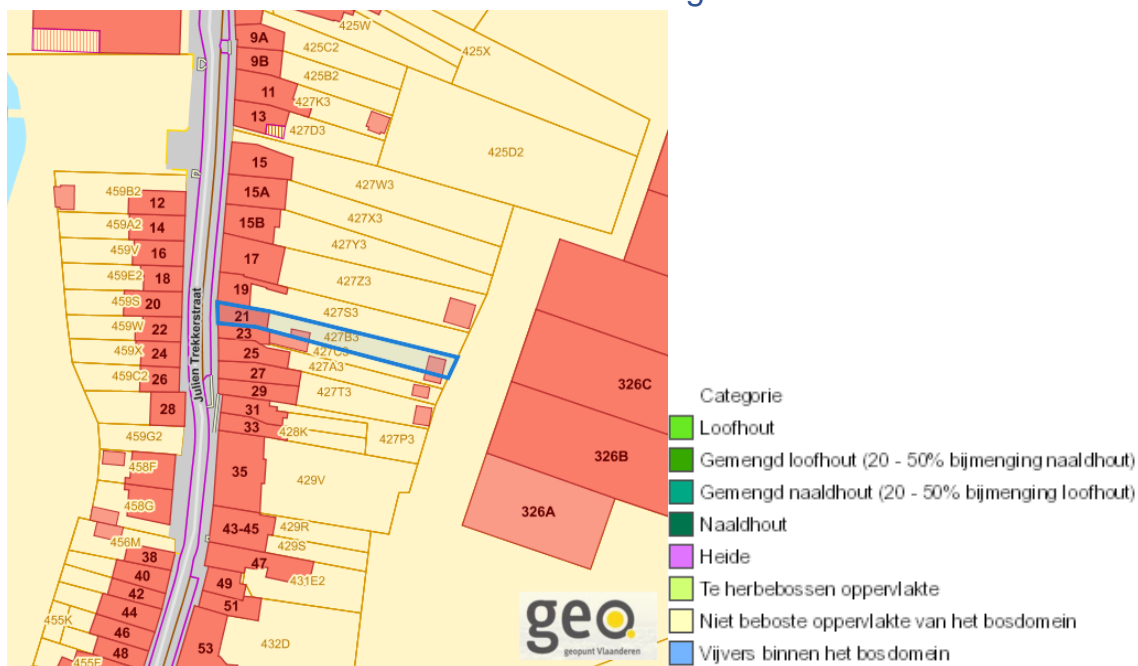 425W
9A
425C2
425X
9B
425B2
11
427K3
13
427D3
425D2
15
427W3
15A
459B2
12
427X3
459A2
14
15B
427Y3
459V
16
17
459E2
18
427Z3
19
459S
20
427S3
21
459W
22
427B3
23
459X
24
25
427A3
459C2
26
27
427T3
326C
29
28
31
33
428K
427P3
459G2
326B
458F
35
429V
458G
326A
43-45
429R
456M
429S
38
47
40
49
431E2
42
51
44
455K
46
432D
48
53
455F
Julien Trekkerstraat
geo.
geopunt Vlaanderen
Categorie
Loofhout
Gemengd loofhout (20 - 50% bijmenging naaldhout)
Gemengd naaldhout (20 - 50% bijmenging loofhout)
Naaldhout
Heide
Te herbebossen oppervlakte
Niet beboste oppervlakte van het bosdomein
Vijvers binnen het bosdomein